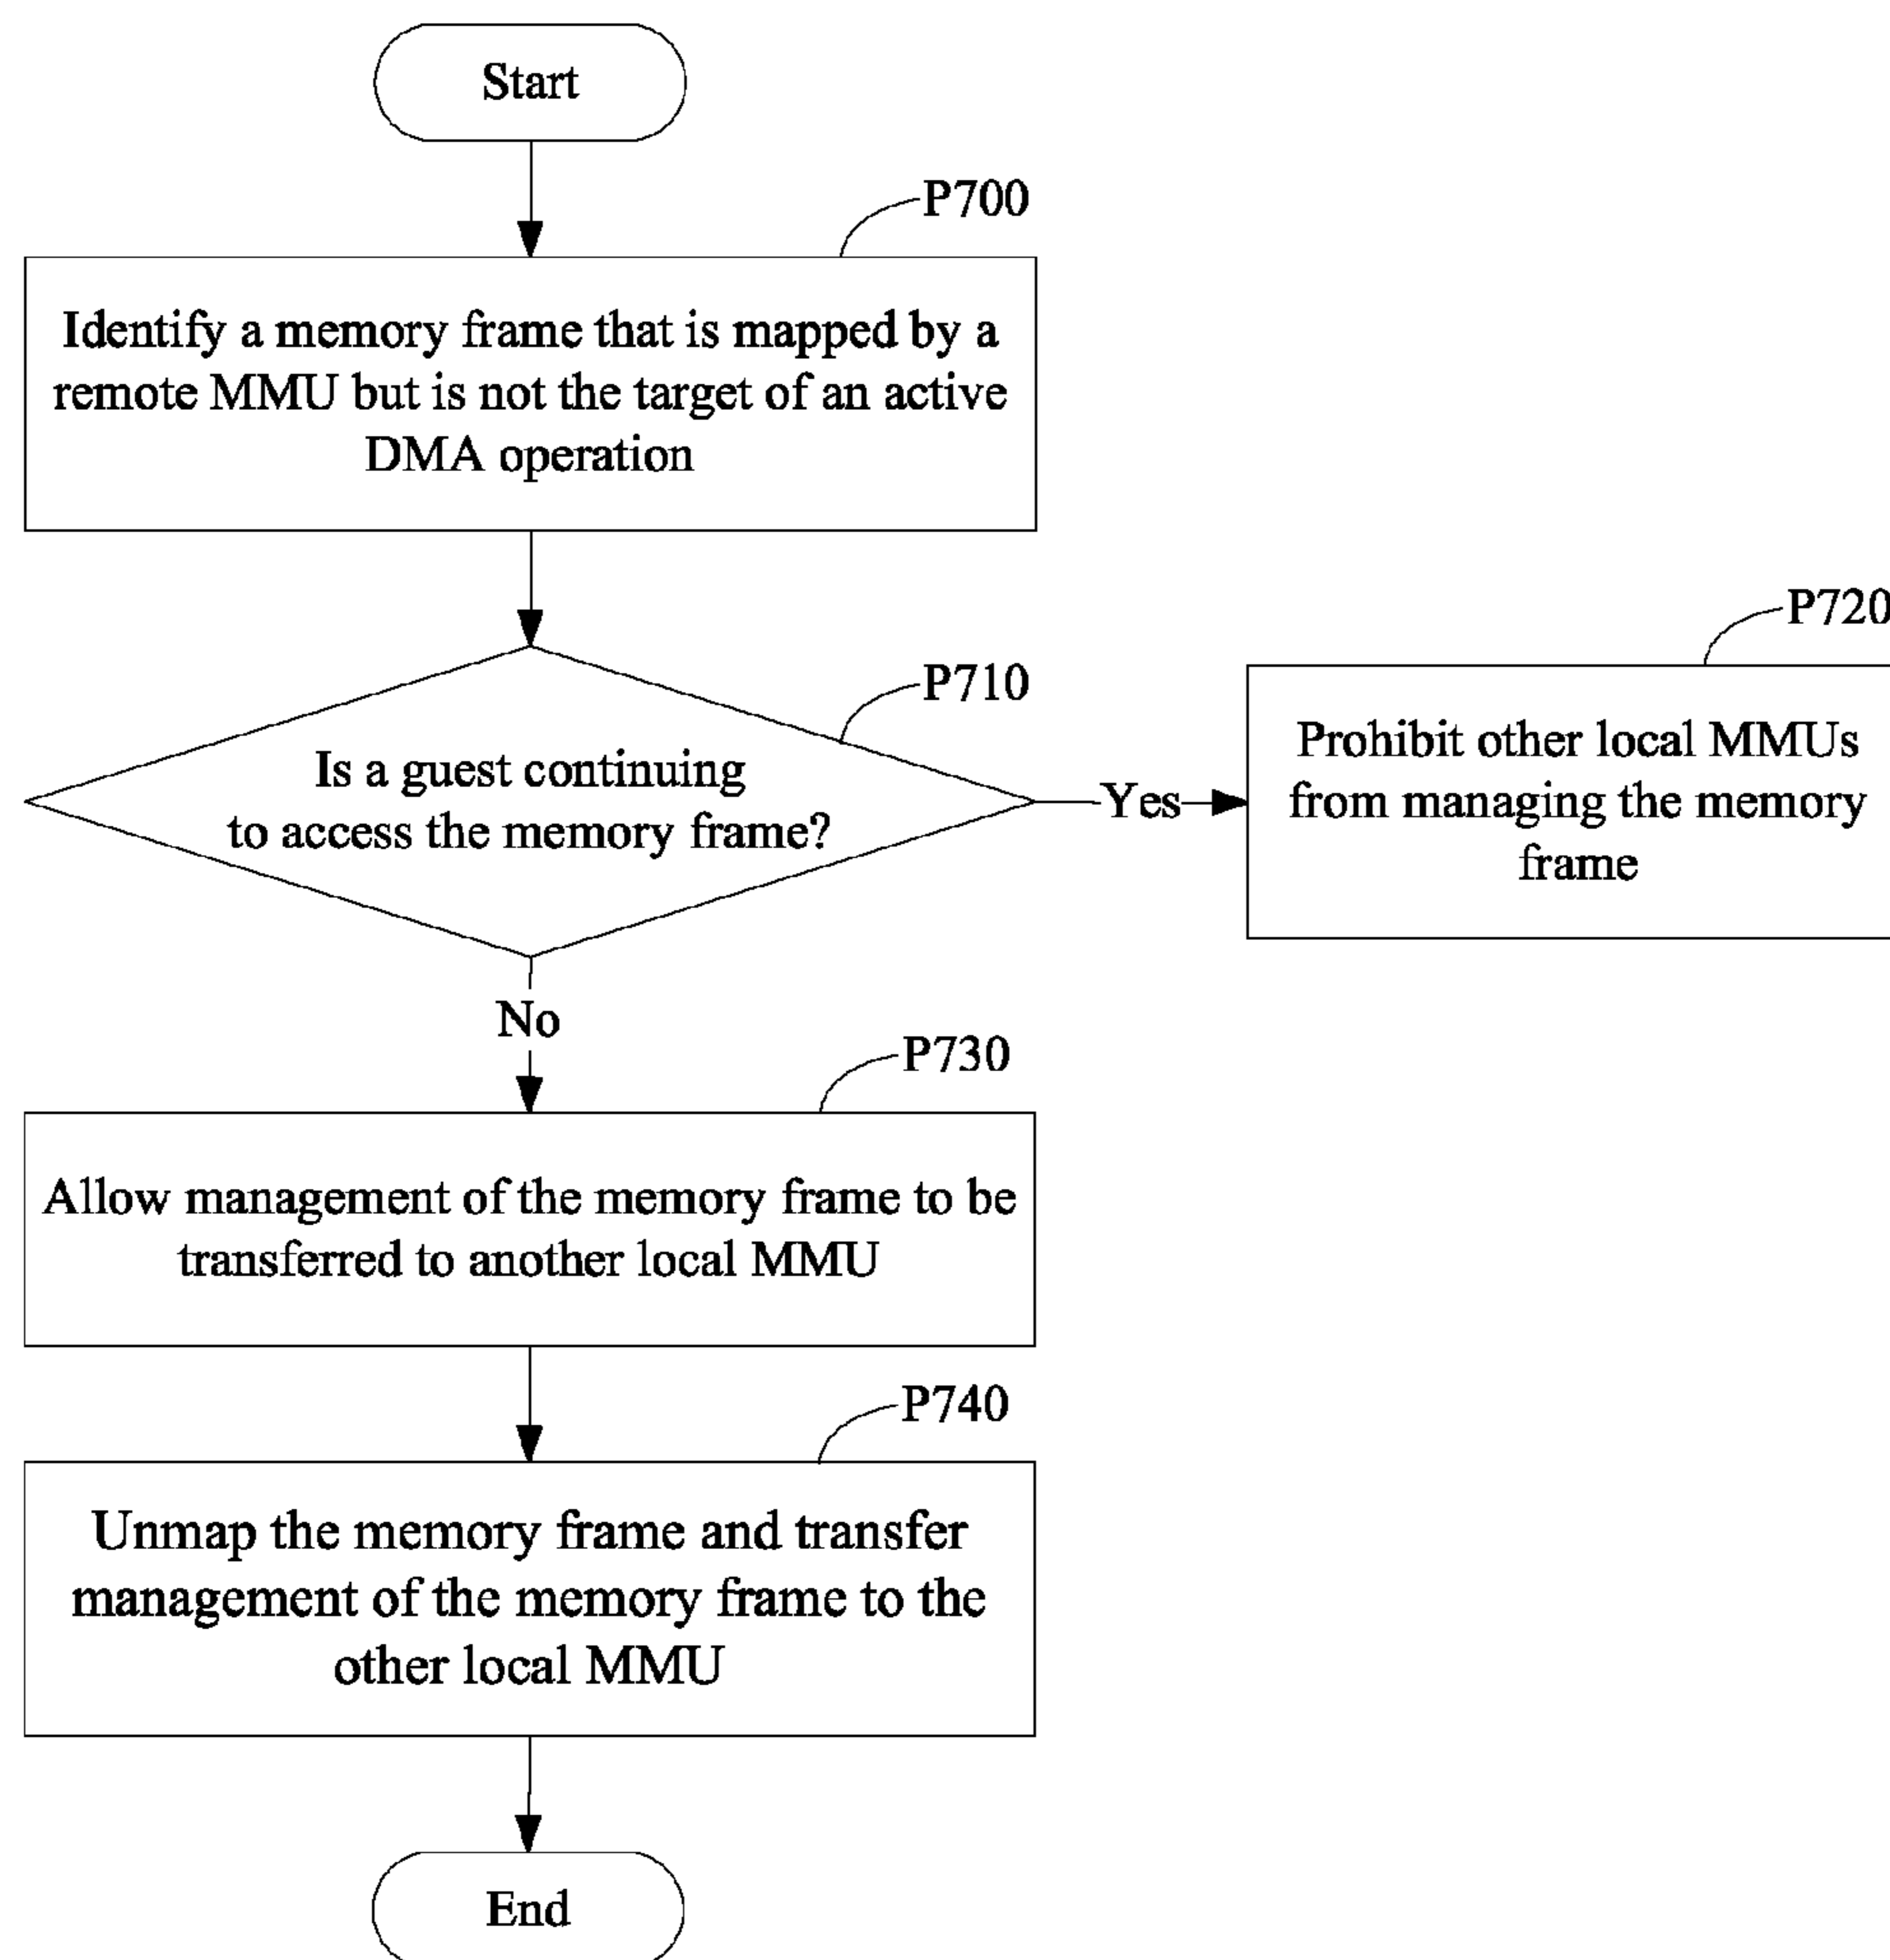 Start
P700
Identify a memory frame that is mapped by a
remote MMU but is not the target of an active
DMA operation
P720
P710
Is a guest continuing
to access the memory frame?
Yes
Prohibit other local MMUs
from managing the memory
frame
No
P730
Allow management of the memory frame to be
transferred to another local MMU
P740
Unmap the memory frame and transfer
management of the memory frame to the
other local MMU
End